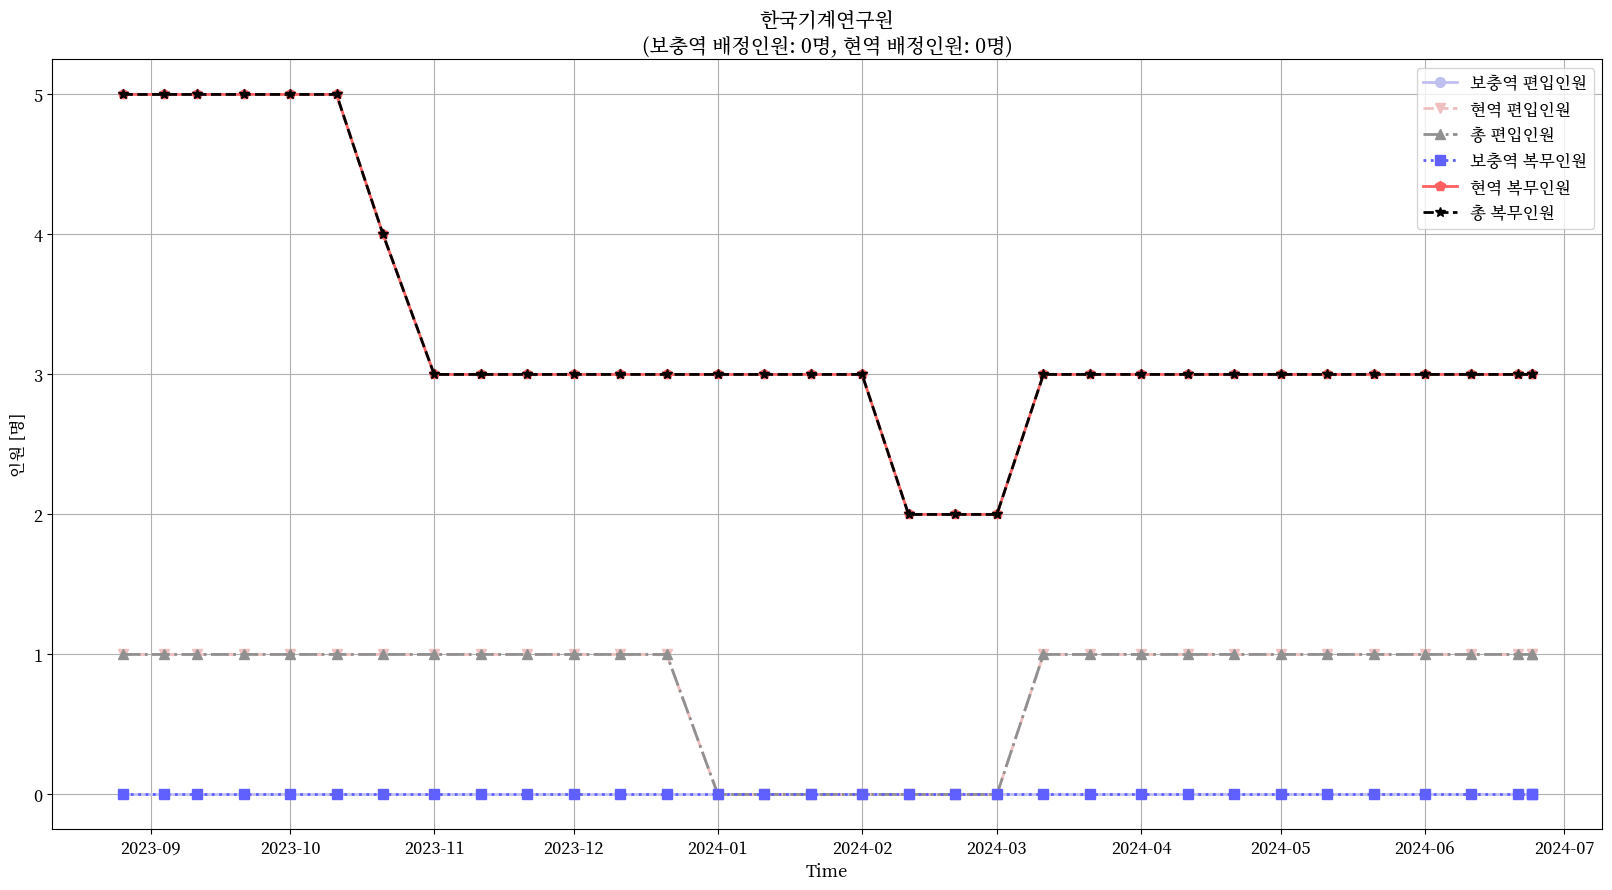 한국기계연구원
(보충역 배정인원: 0명, 현역 배정인원: 0명)
보충역 편입인원
현역 편입인원
총 편입인원
보충역 복무인원
현역 복무인원
총 복무인원
5
4
3
2
1
0
인원 [명]
2023-09 2023-10 2023-11 2023-12 2024-01 2024-02 2024-03 2024-04 2024-05 2024-06 2024-07
Time